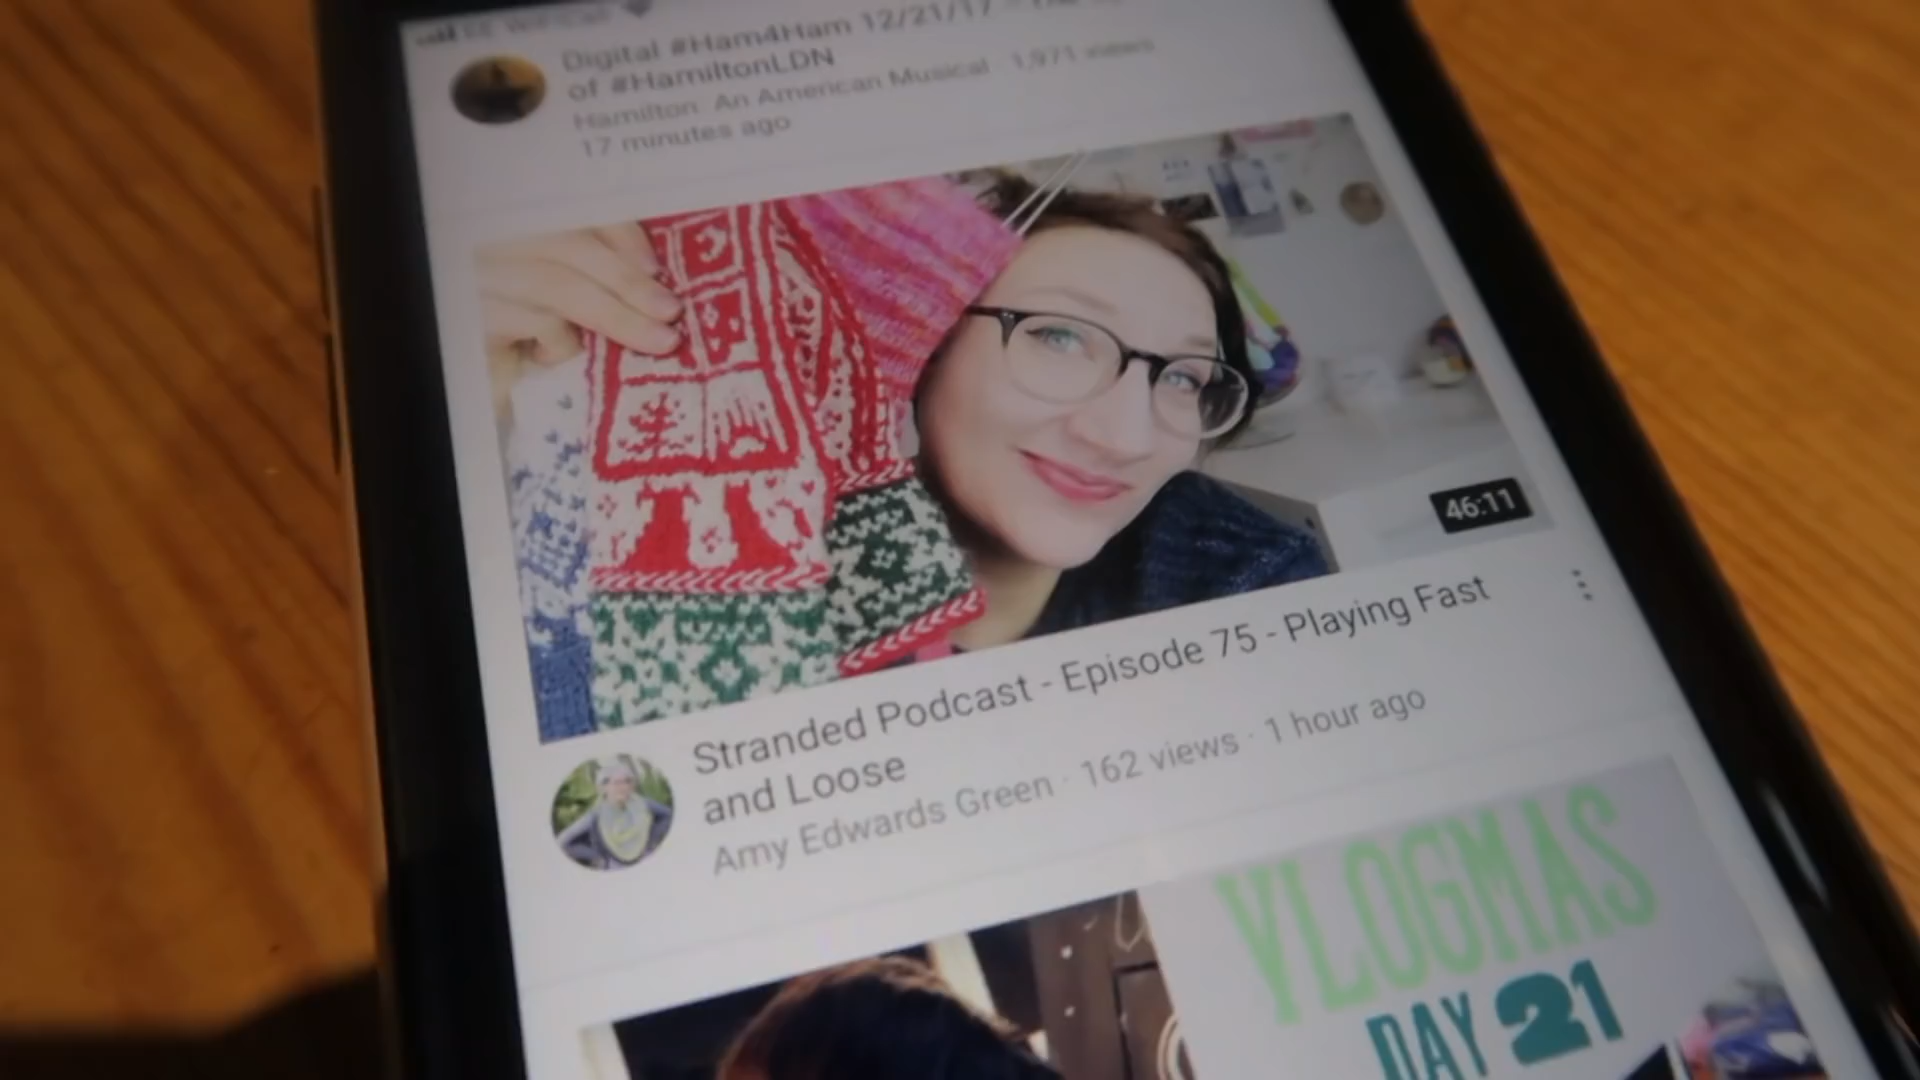 Digital #Ham4Ham 12/21/17 -
of #HamiltonLDN
Hamilton: An American Musical · 1,971 views
17 minutes ago
46:11
Stranded Podcast - Episode 75 - Playing Fast
and Loose
Amy Edwards Green · 162 views · 1 hour ago
VLOGMAS
DAY 21